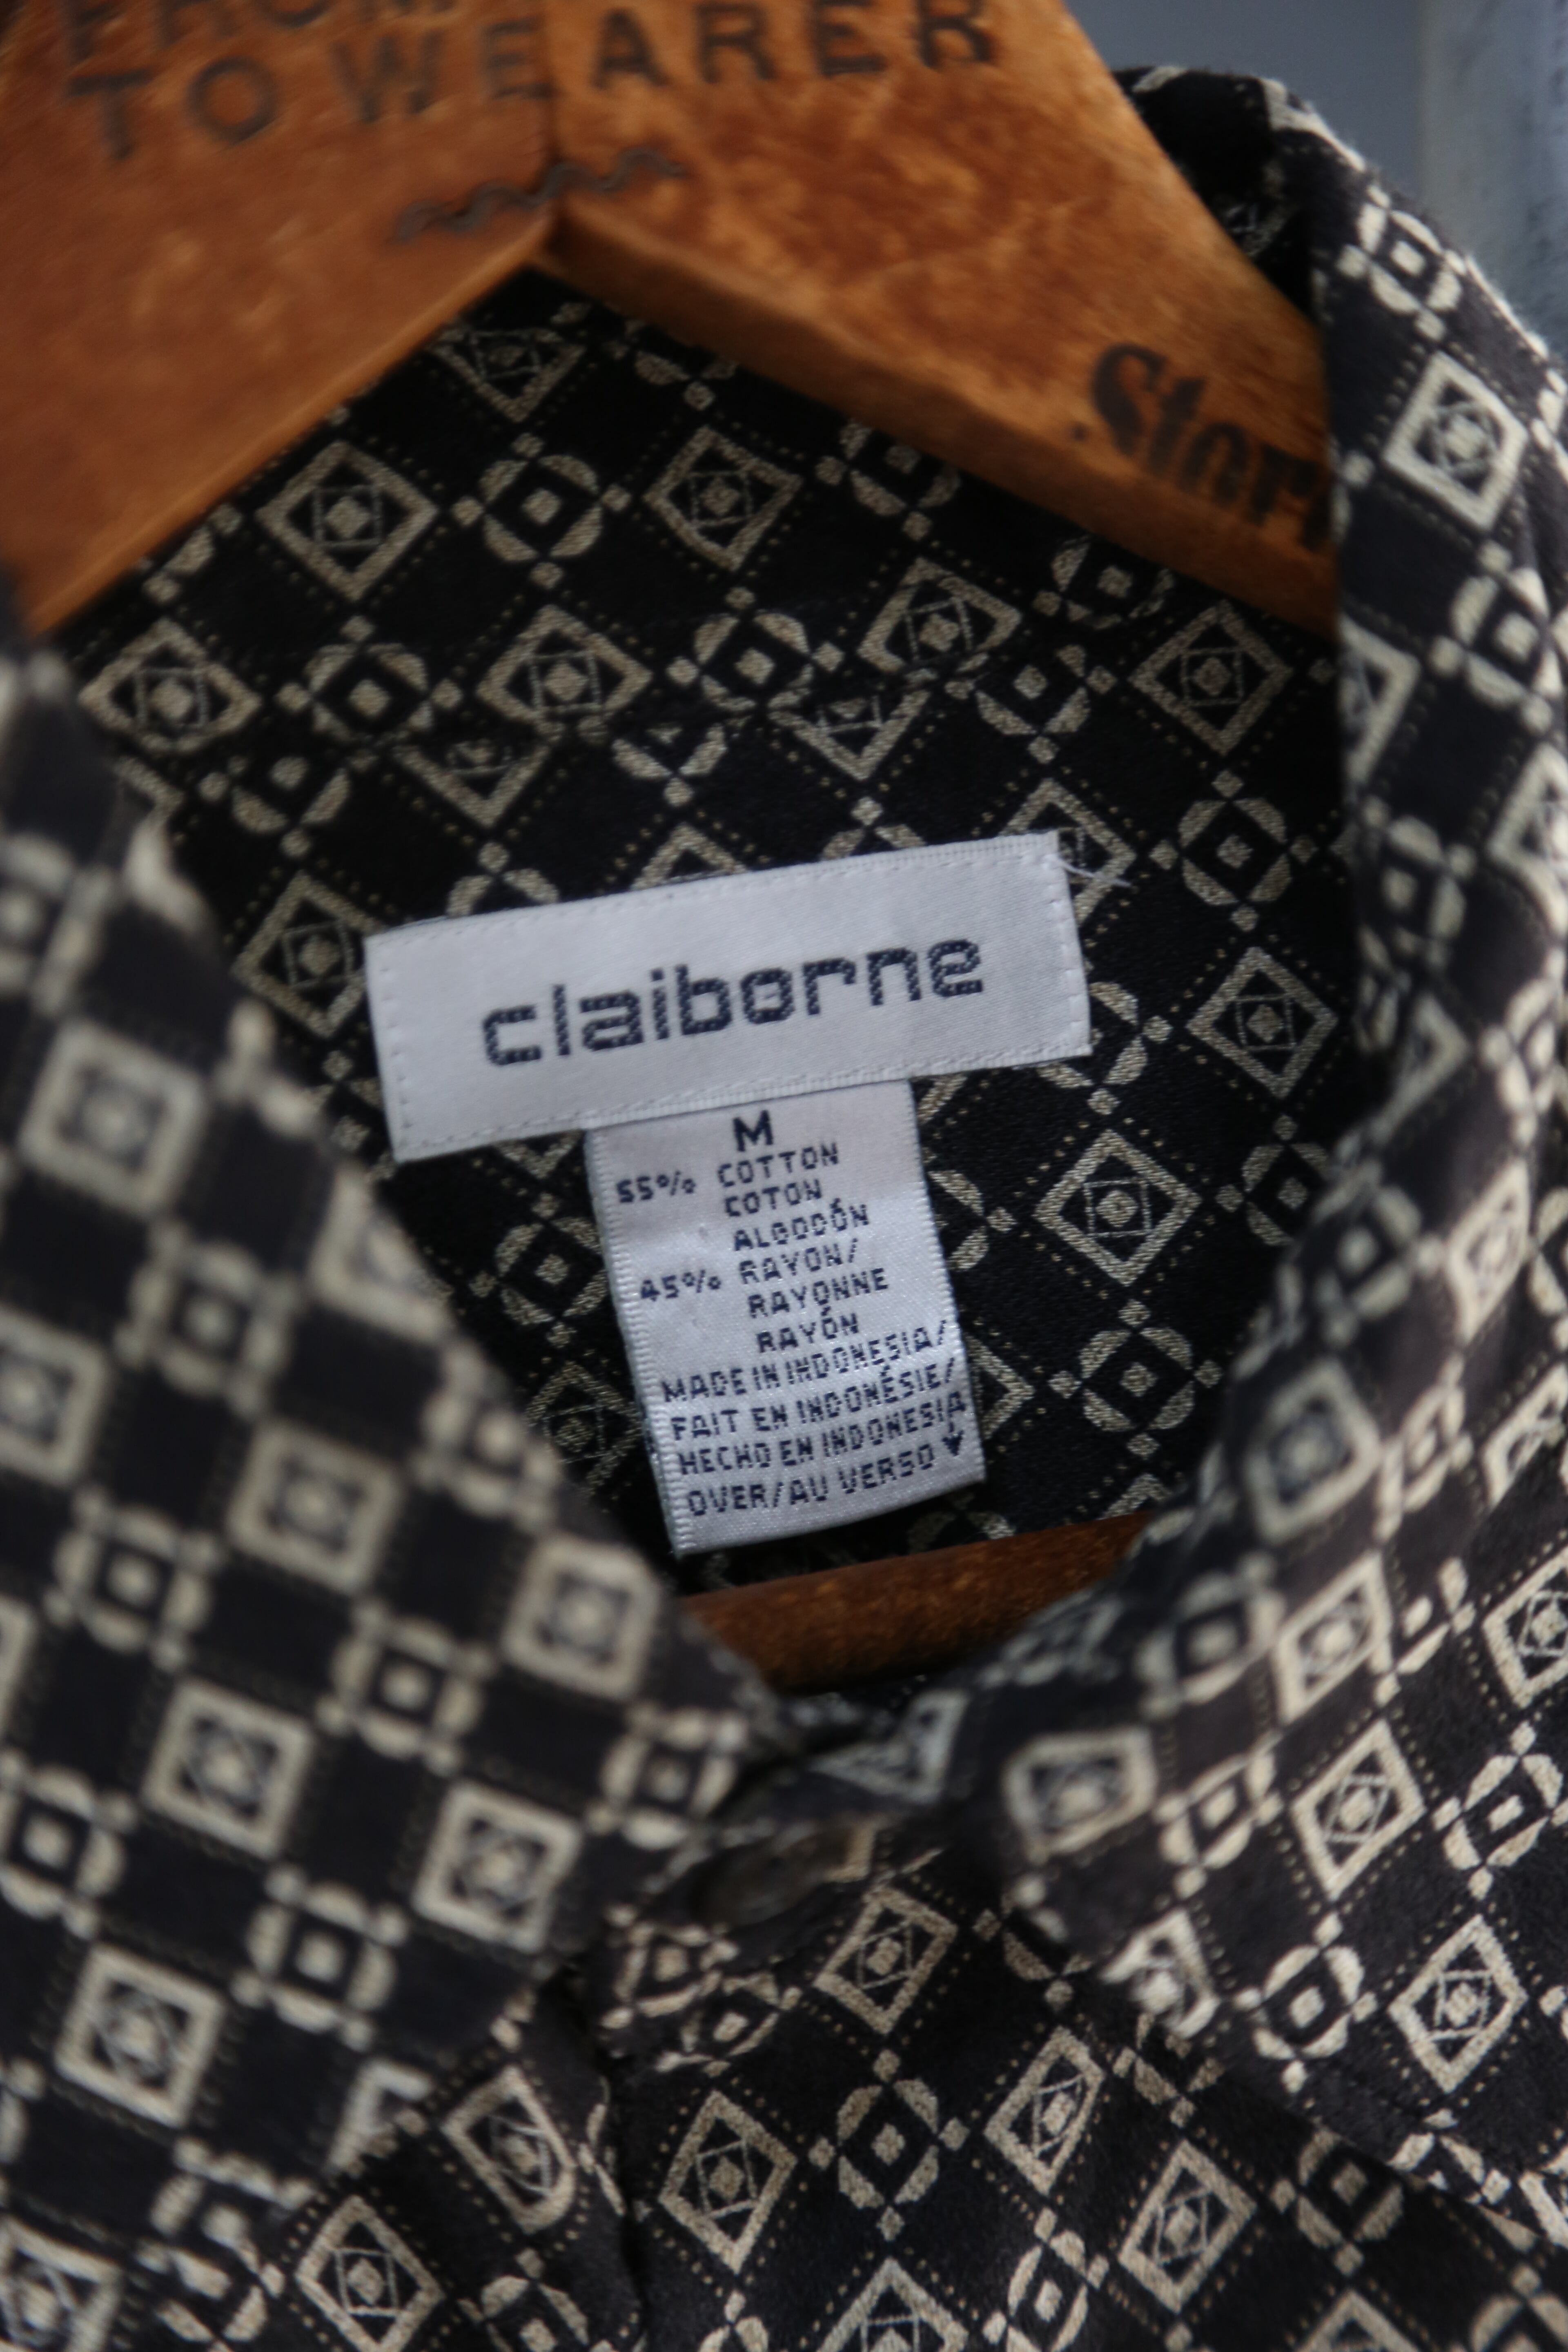 FROM
TO WEARER
Stor
claiborne
M
55% COTTON
COTON
ALGODÓN
45% RAYON/
RAYONNE
RAYÓN
MADE IN INDONESIA/
FAIT EN INDONÉSIE/
HECHO EN INDONESIA
OVER/AU VERSO